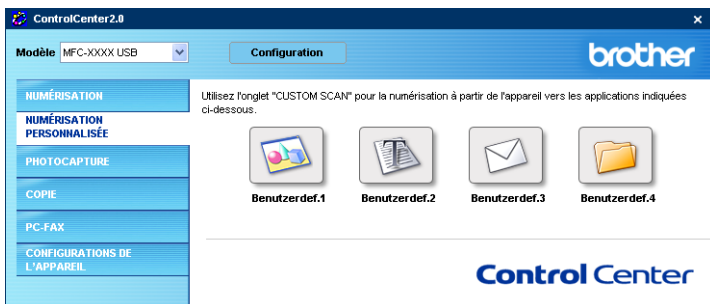 ControlCenter2.0
Modèle MFC-XXXX USB Configuration brother
NUMÉRISATION
NUMÉRISATION
PERSONNALISÉE
PHOTOCAPTURE
COPIE
PC-FAX
CONFIGURATIONS DE
L'APPAREIL
Utilisez l'onglet "CUSTOM SCAN" pour la numérisation à partir de l'appareil vers les applications indiquées
ci-dessous.
Benutzerdef.1 Benutzerdef.2 Benutzerdef.3 Benutzerdef.4
Control Center